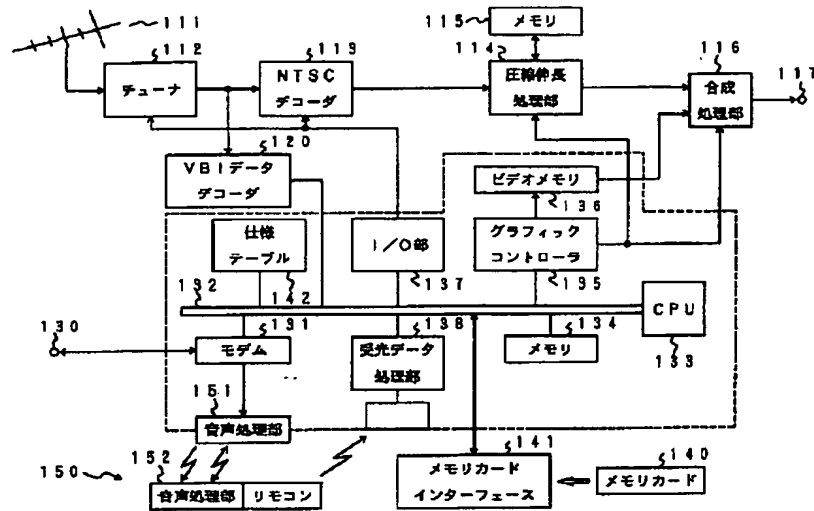 111
112
119
115
メモリ
114
116
117
チューナ
NTSC
デコーダ
圧縮伸長
処理部
合成
処理部
120
VBIデータ
デコーダ
ビデオメモリ
136
仕様
テーブル
I/O部
グラフィック
コントローラ
132
142
137
135
CPU
133
130
131
モデム
138
受光データ
処理部
134
メモリ
151
音声処理部
141
140
150
152
音声処理部
リモコン
メモリカード
インターフェース
メモリカード